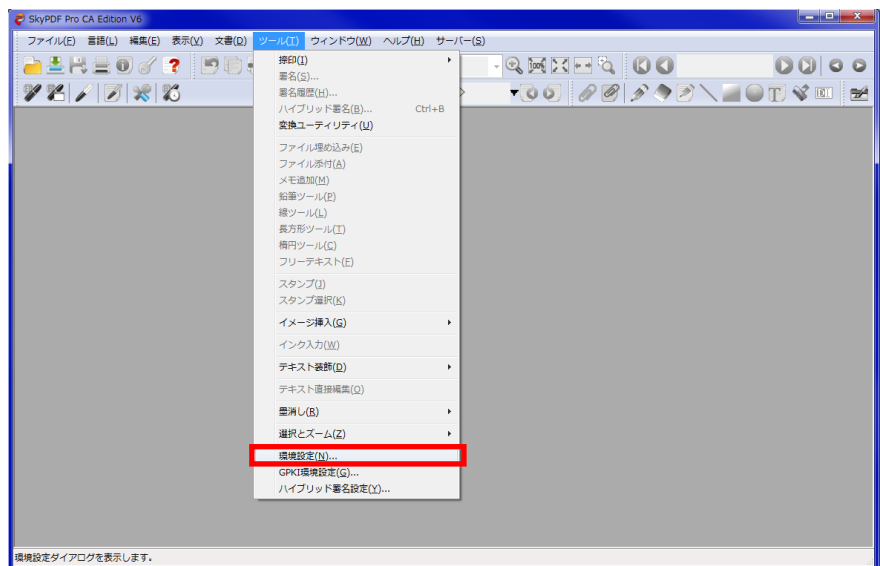 SkyPDF Pro CA Edition V6
ファイル(F) 言語(L) 編集(E) 表示(V) 文書(D) ツール(T) ウィンドウ(W) ヘルプ(H) サーバー(S)
捺印(I)
署名(S)...
署名履歴(H)...
ハイブリッド署名(B)... Ctrl+B
変換ユーティリティ(U)
ファイル埋め込み(E)
ファイル添付(A)
メモ追加(M)
鉛筆ツール(P)
線ツール(L)
長方形ツール(T)
楕円ツール(C)
フリーテキスト(F)
スタンプ(J)
スタンプ選択(K)
イメージ挿入(G)
インク入力(W)
テキスト装飾(D)
テキスト直接編集(O)
墨消し(R)
選択とズーム(Z)
環境設定(N)...
GPKI環境設定(G)...
ハイブリッド署名設定(Y)...
環境設定ダイアログを表示します。